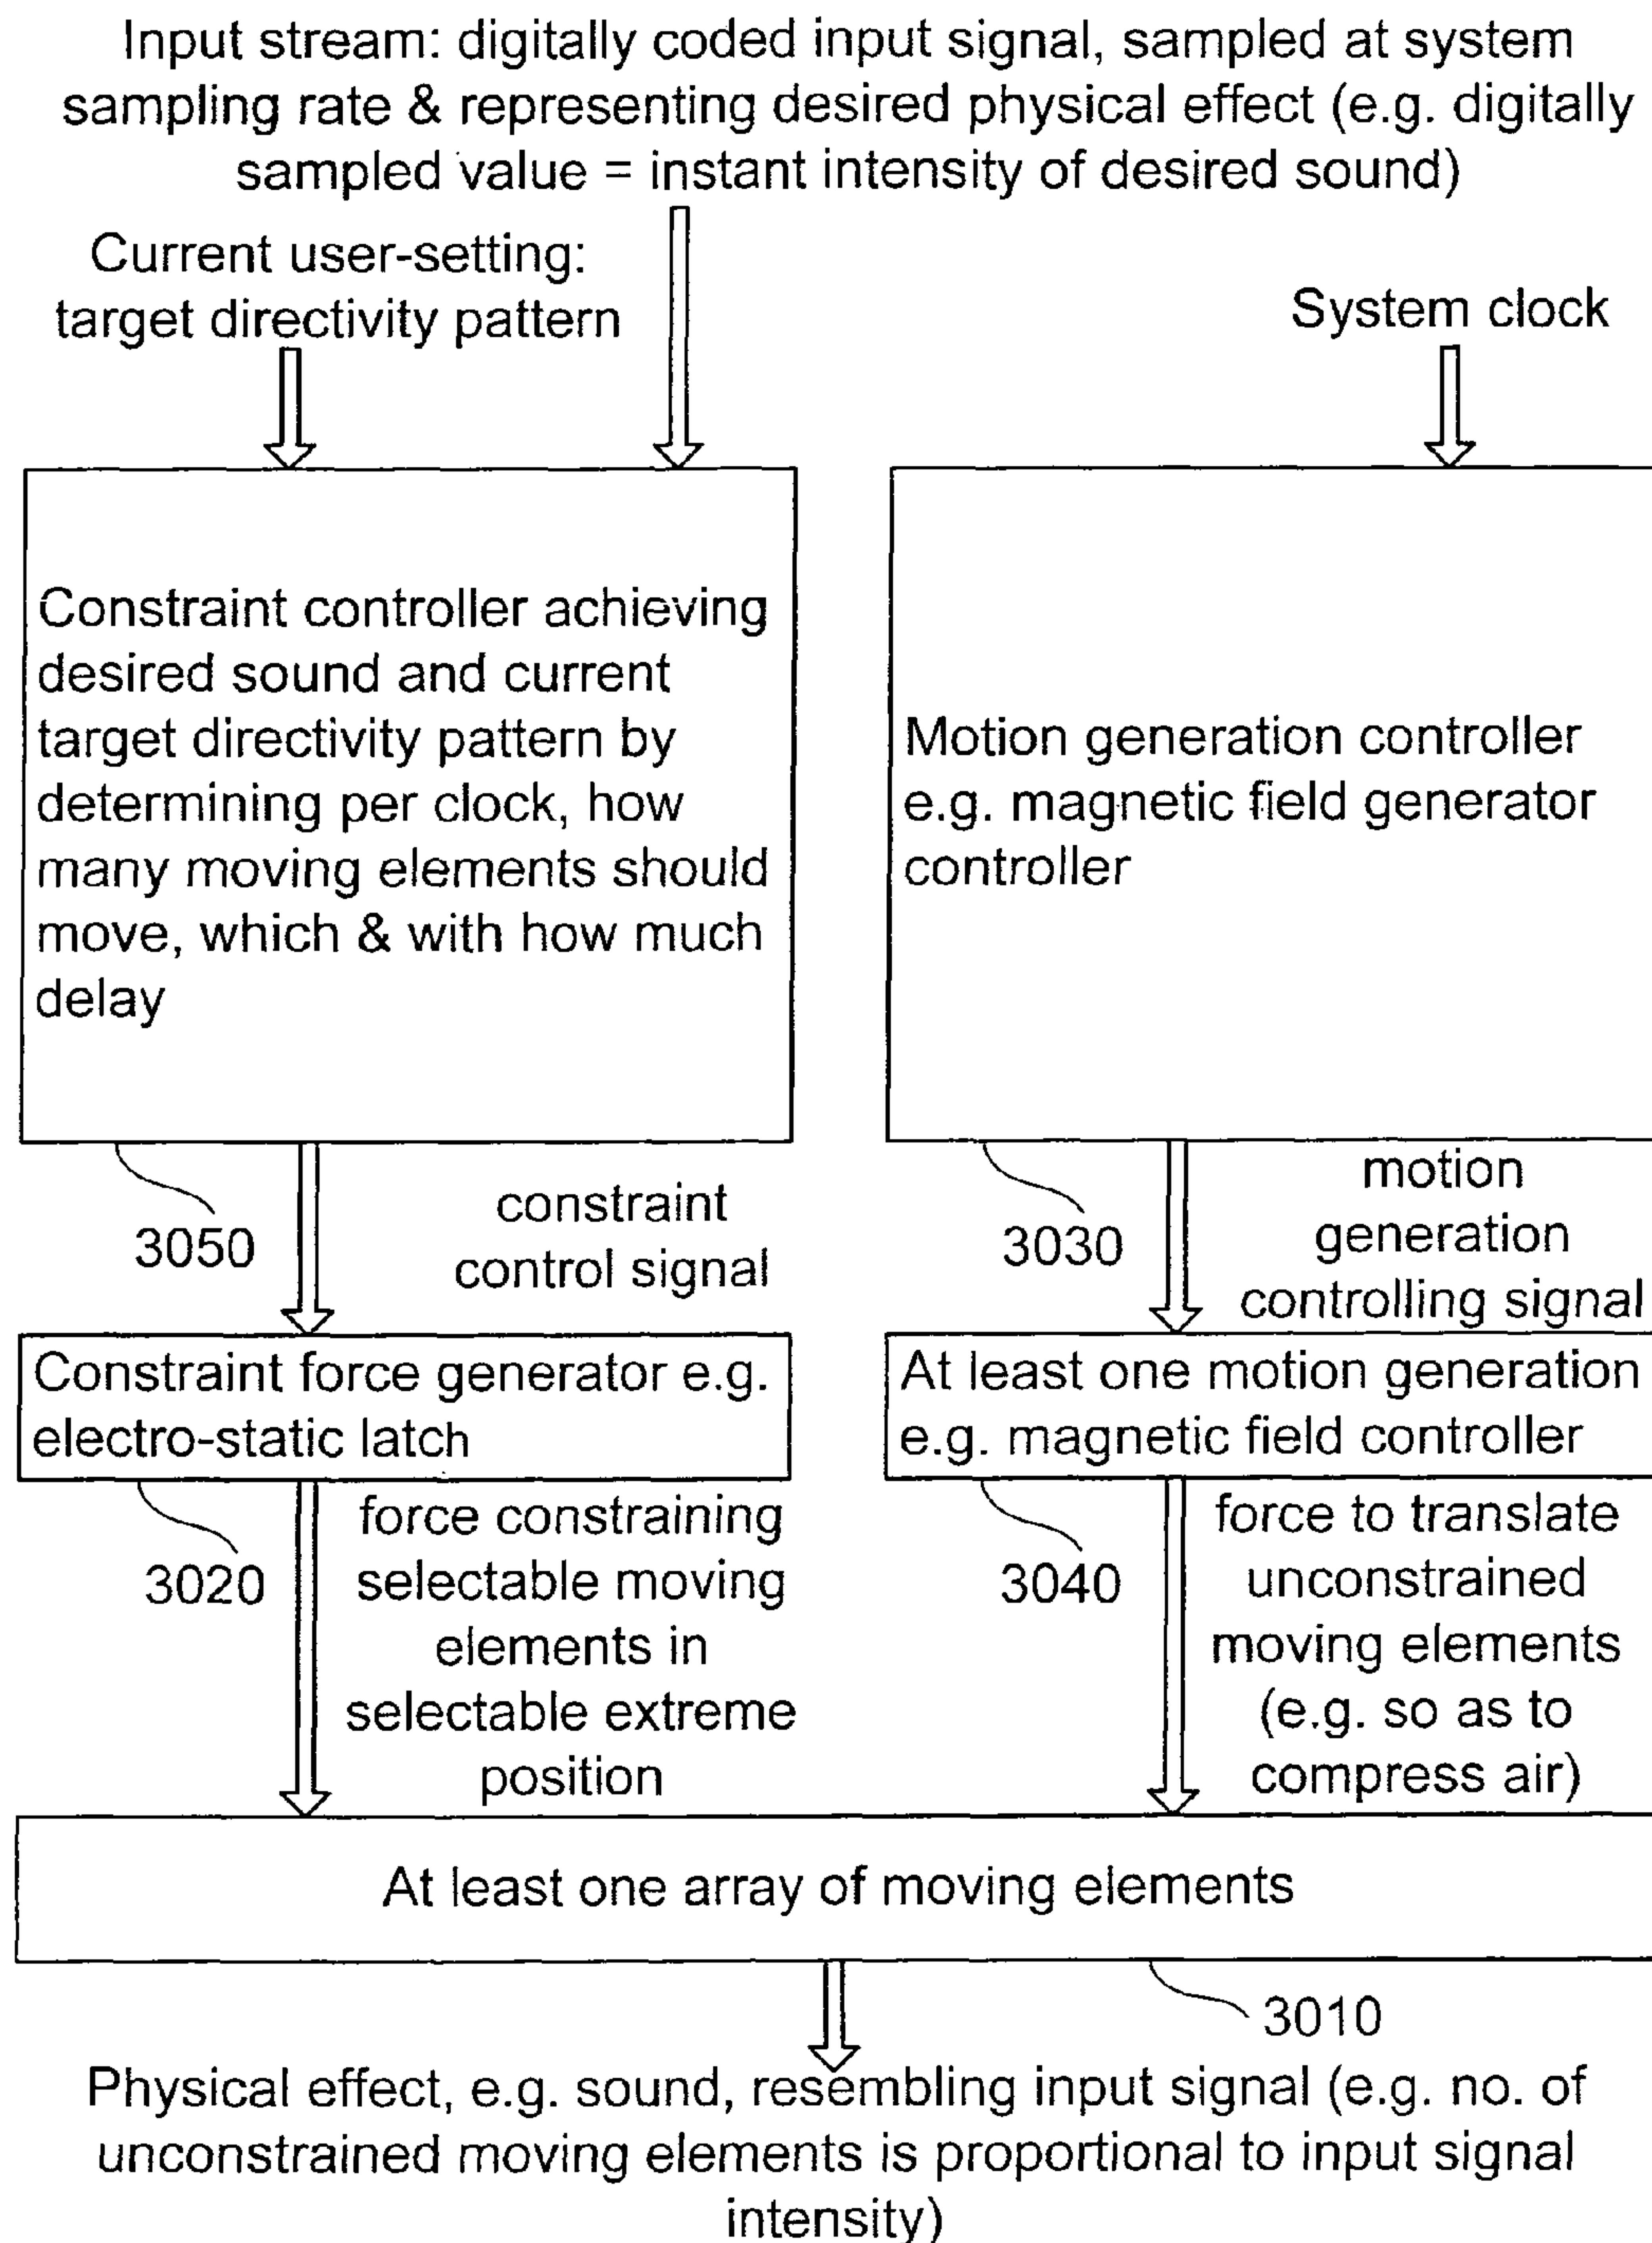 Input stream: digitally coded input signal, sampled at system
sampling rate & representing desired physical effect (e.g. digitally
sampled value = instant intensity of desired sound)
Current user-setting:
target directivity pattern
System clock
Constraint controller achieving
desired sound and current
target directivity pattern by
determining per clock, how
many moving elements should
move, which & with how much
delay
Motion generation controller
e.g. magnetic field generator
controller
3050
constraint
control signal
3030
motion
generation
controlling signal
Constraint force generator e.g.
electro-static latch
At least one motion generation
e.g. magnetic field controller
3020
force constraining
selectable moving
elements in
selectable extreme
position
3040
force to translate
unconstrained
moving elements
(e.g. so as to
compress air)
At least one array of moving elements
3010
Physical effect, e.g. sound, resembling input signal (e.g. no. of
unconstrained moving elements is proportional to input signal
intensity)